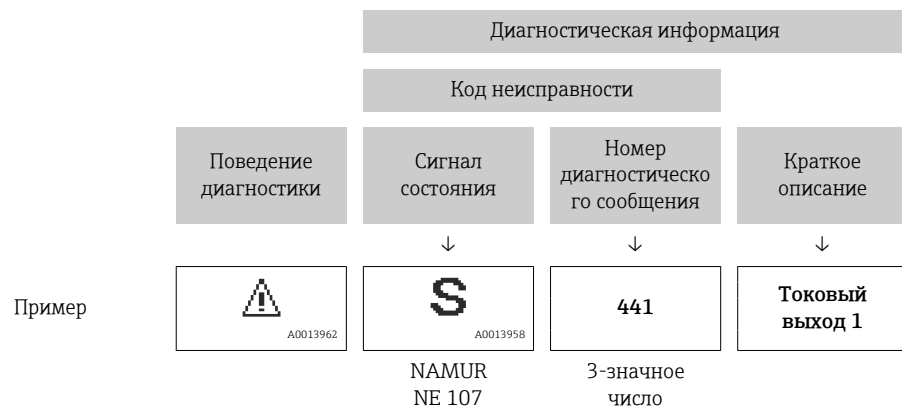 Диагностическая информация
Код неисправности
Поведение
диагностики
Сигнал
состояния
Номер
диагностическо
го сообщения
Краткое
описание
↓ ↓ ↓
Пример
A0013962
S
A0013958
441
Токовый
выход 1
NAMUR
NE 107
3-значное
число